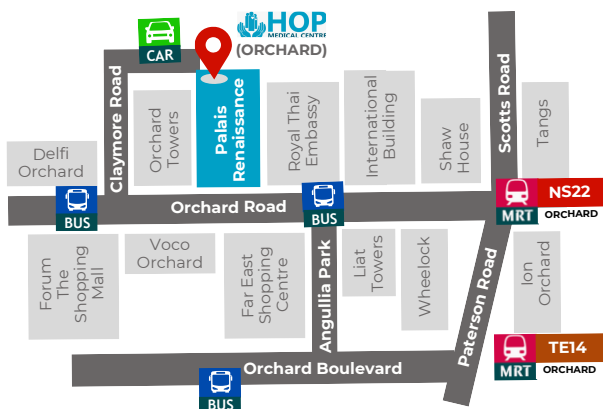 HOP
MEDICAL CENTRE
(ORCHARD)
CAR
Claymore Road
Scotts Road
Delfi
Orchard
Orchard
Towers
Palais
Renaissance
Royal Thai
Embassy
International
Building
Shaw
House
Tangs
BUS
Orchard Road
BUS
MRT
NS22
ORCHARD
Forum
The
Shopping
Mall
Voco
Orchard
Far East
Shopping
Centre
Angullia Park
Liat
Towers
Wheelock
Paterson Road
Ion
Orchard
MRT
TE14
ORCHARD
Orchard Boulevard
BUS